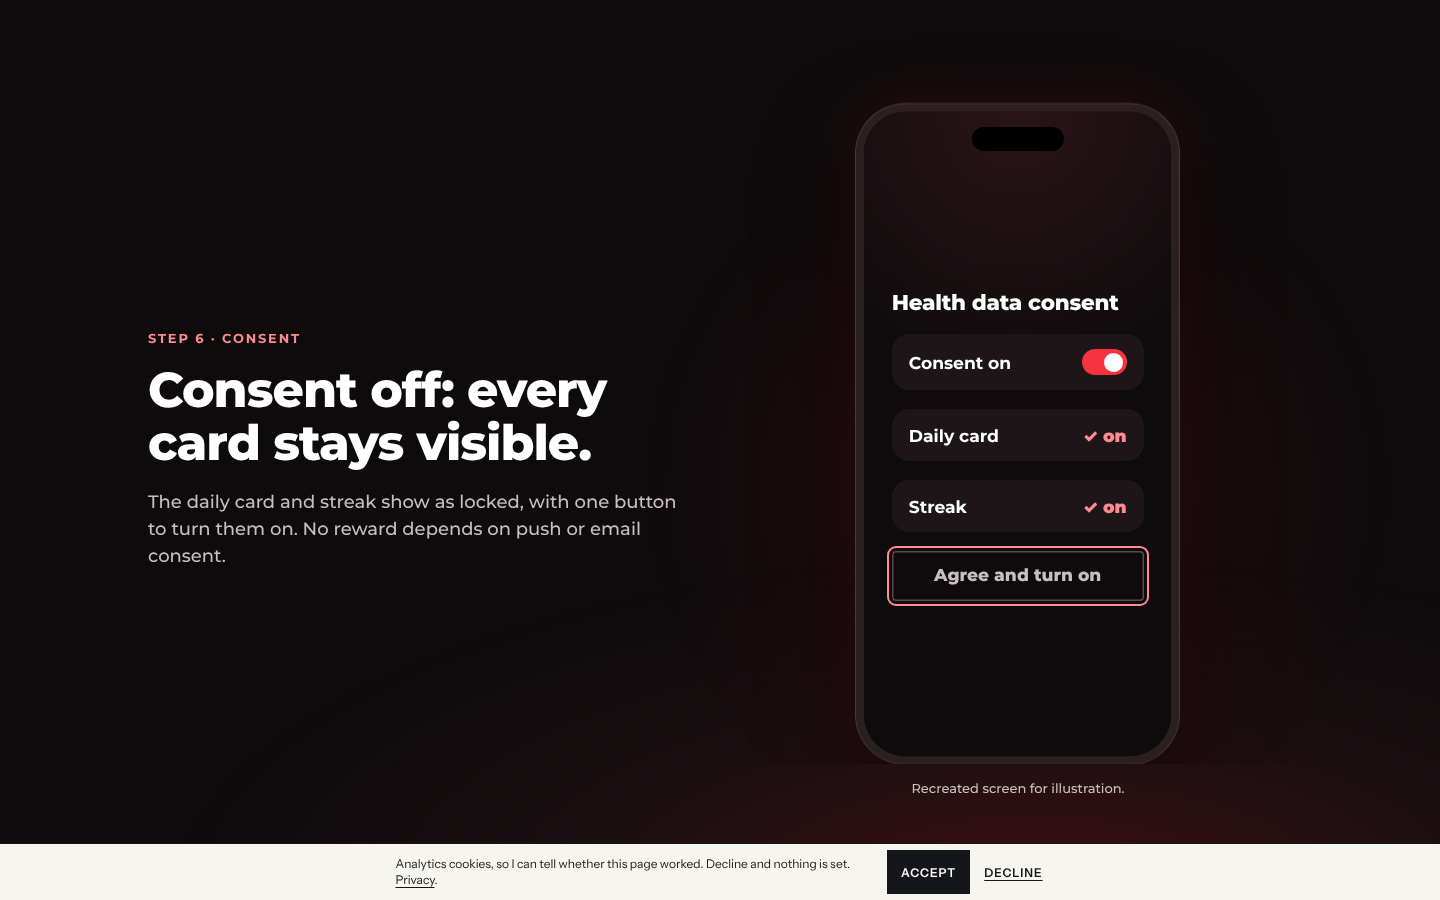 STEP 6 · CONSENT
Consent off: every
card stays visible.
The daily card and streak show as locked, with one button
to turn them on. No reward depends on push or email
consent.
Health data consent
Consent on
Daily card ✓ on
Streak ✓ on
Agree and turn on
Recreated screen for illustration.
Analytics cookies, so I can tell whether this page worked. Decline and nothing is set.
Privacy.
ACCEPT DECLINE